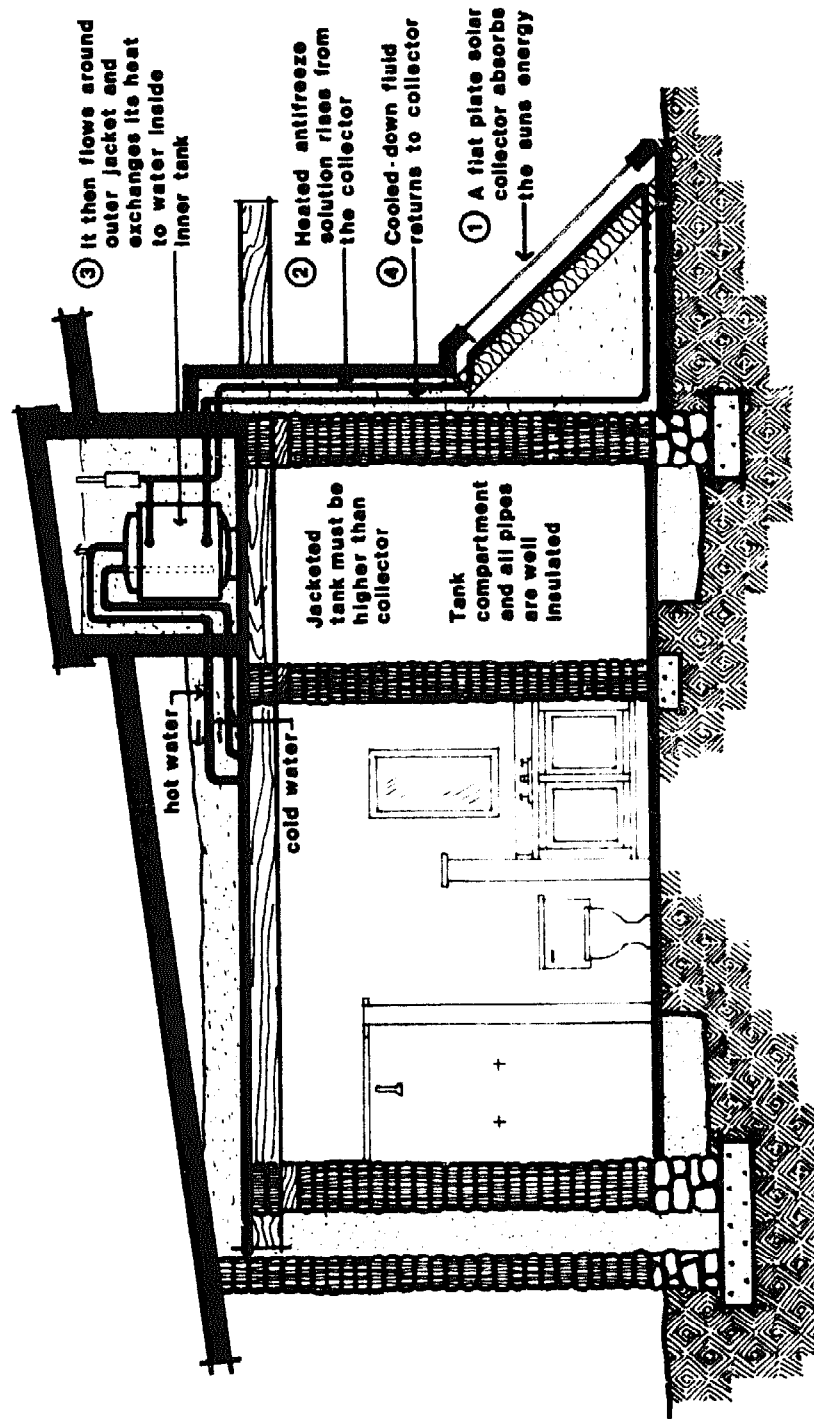 ③ It then flows around
outer jacket and
exchanges its heat
to water inside
inner tank
② Heated antifreeze
solution rises from
the collector
④ Cooled-down fluid
returns to collector
① A flat plate solar
collector absorbs
the suns energy
hot water
cold water
Jacketed
tank must be
higher than
collector
Tank
compartment
and all pipes
are well
insulated